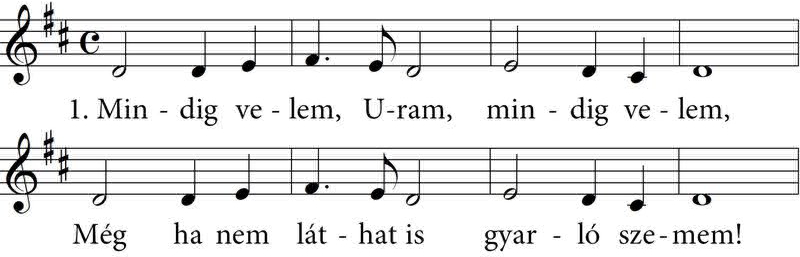 1. Min - dig ve - lem, U-ram, min - dig ve - lem,
Még ha nem lát - hat is gyar - ló sze-mem!